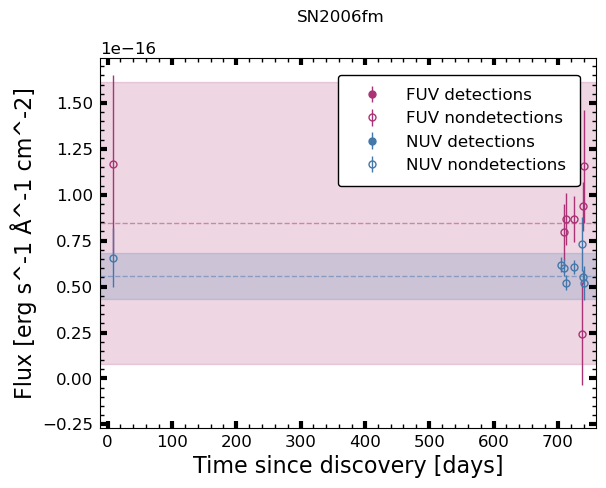 SN2006fm
1e−16
Flux [erg s^-1 Å^-1 cm^-2]
1.50
1.25
1.00
0.75
0.50
0.25
0.00
−0.25
FUV detections
FUV nondetections
NUV detections
NUV nondetections
0 100 200 300 400 500 600 700
Time since discovery [days]